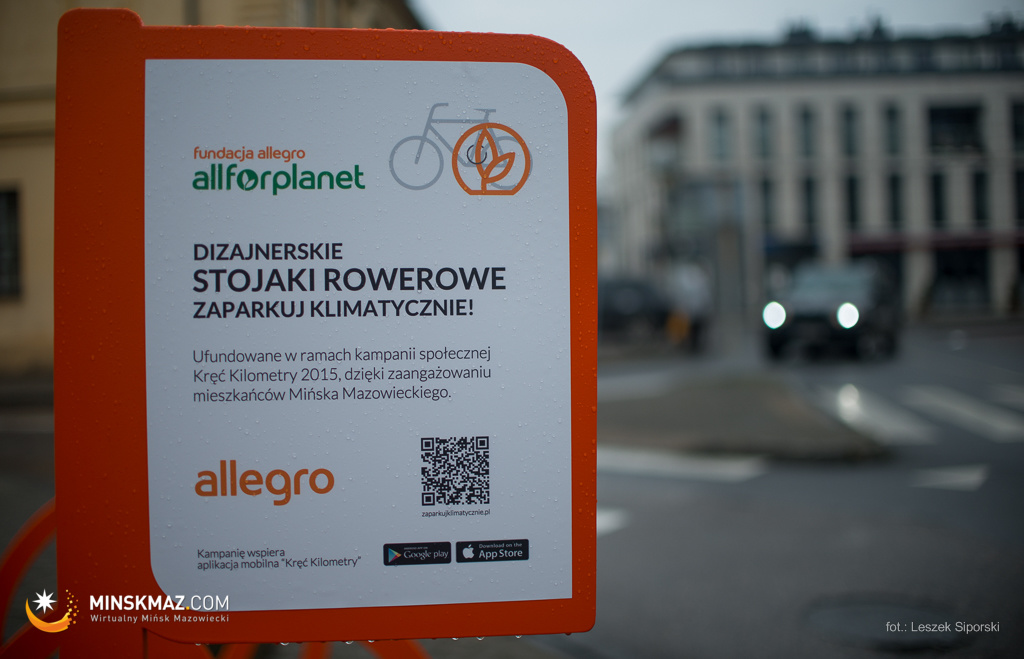 fundacja allegro
allforplanet
DIZAJNERSKIE
STOJAKI ROWEROWE
ZAPARKUJ KLIMATYCZNIE!
Ufundowane w ramach kampanii społecznej
Kręć Kilometry 2015, dzięki zaangażowaniu
mieszkańców Mińska Mazowieckiego.
allegro
zaparkujklimatycznie.pl
Kampanię wspiera
aplikacja mobilna "Kręć Kilometry"
Google play
Download on the
App Store
MINSKMAZ.COM
Wirtualny Mińsk Mazowiecki
fot.: Leszek Siporski